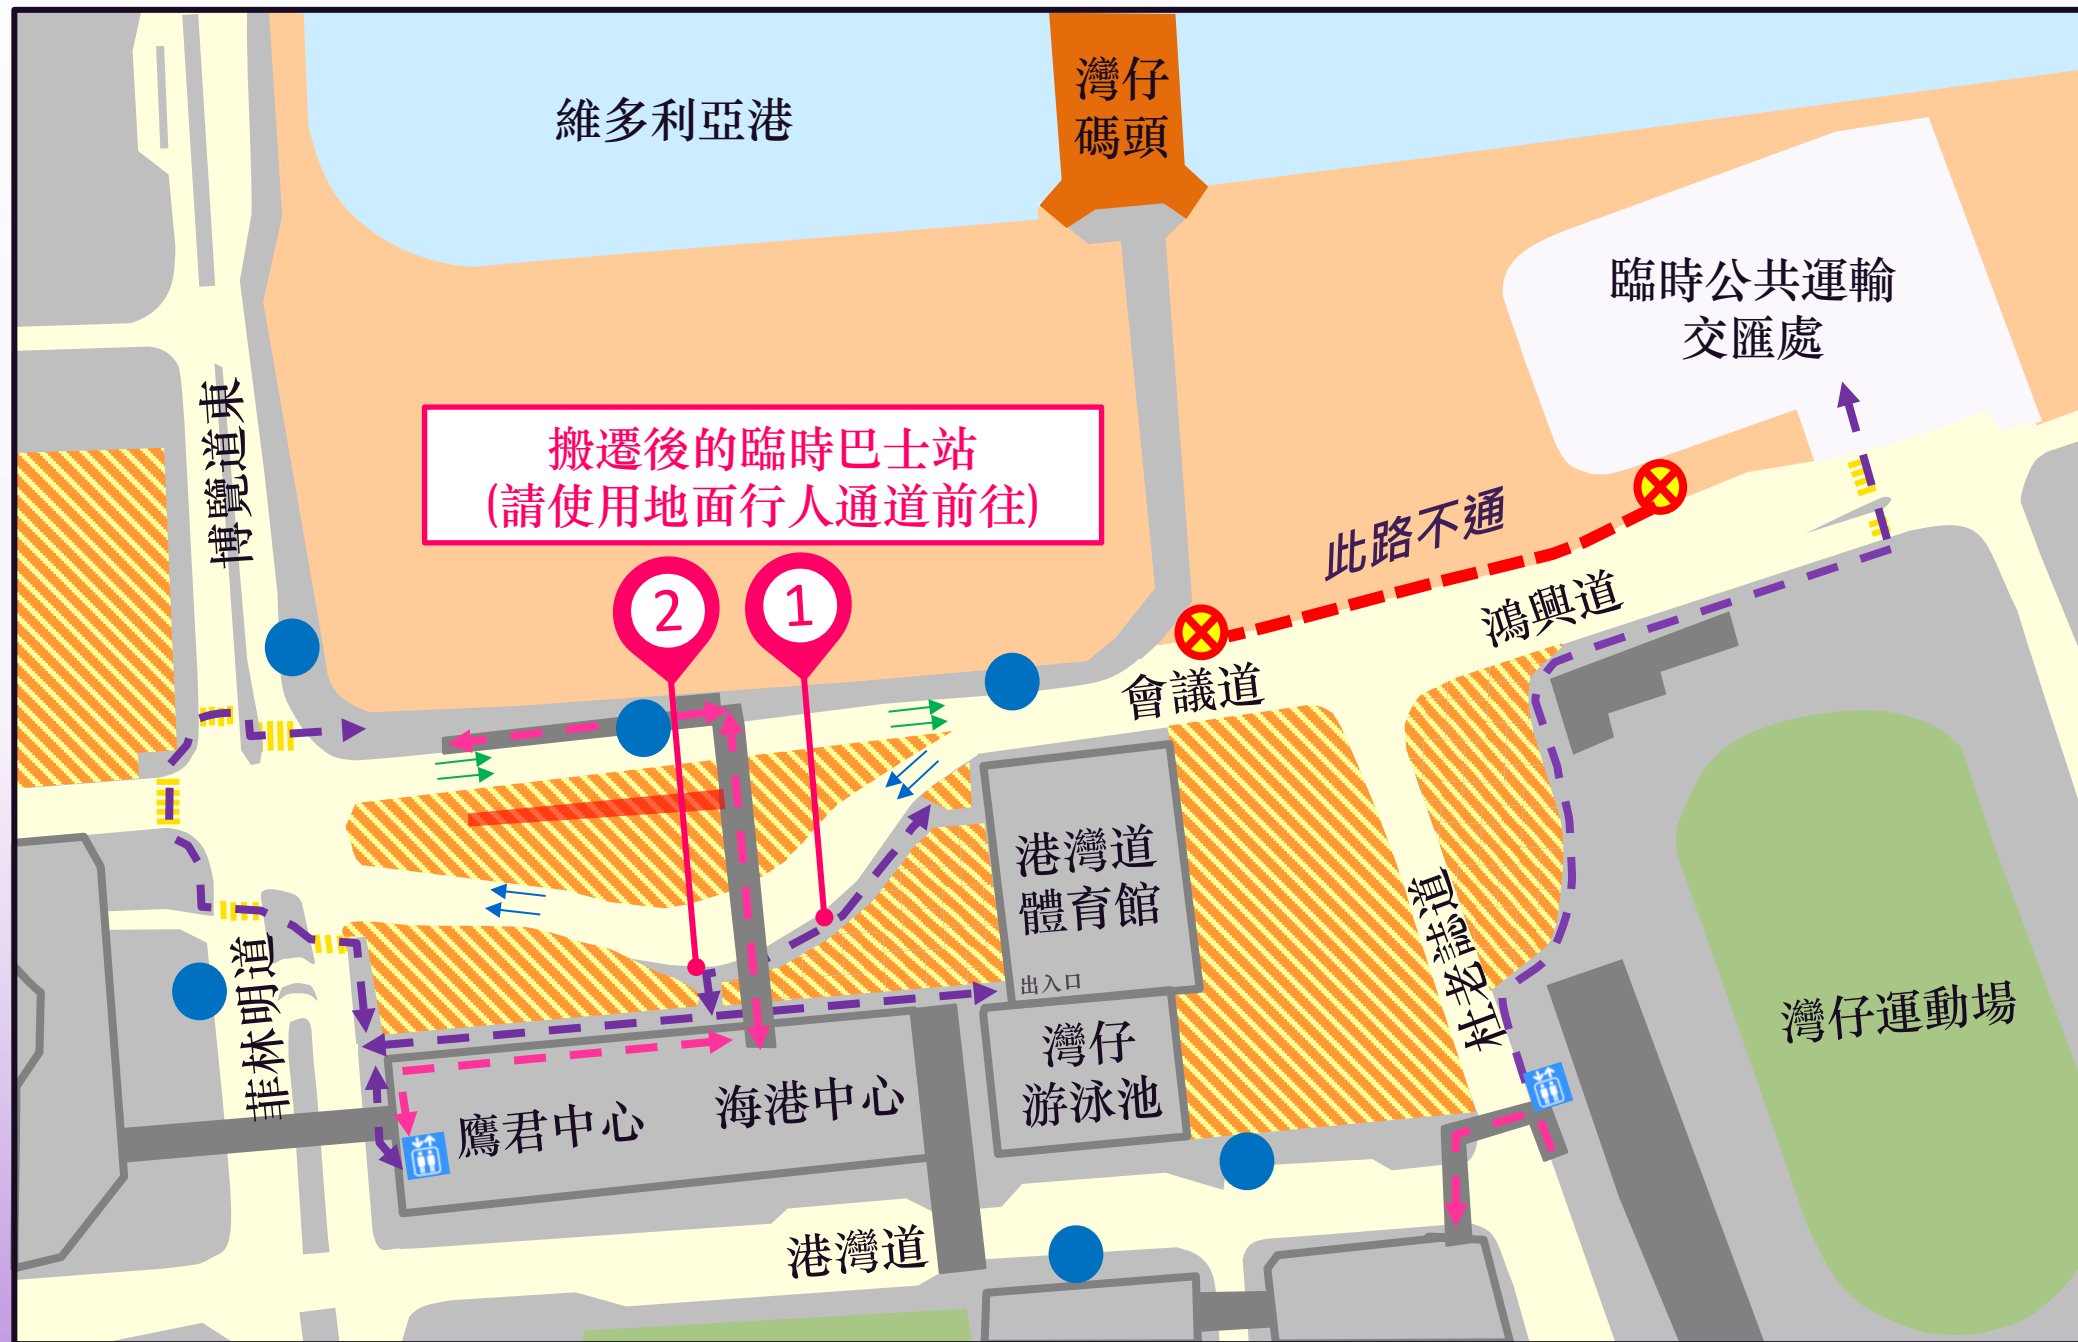 維多利亞港
灣仔
碼頭
臨時公共運輸
交匯處
博覽道東
搬遷後的臨時巴士站
(請使用地面行人通道前往)
此路不通
鴻興道
2
1
會議道
港灣道
體育館
出入口
杜老誌道
菲林明道
灣仔運動場
灣仔
游泳池
海港中心
鷹君中心
港灣道